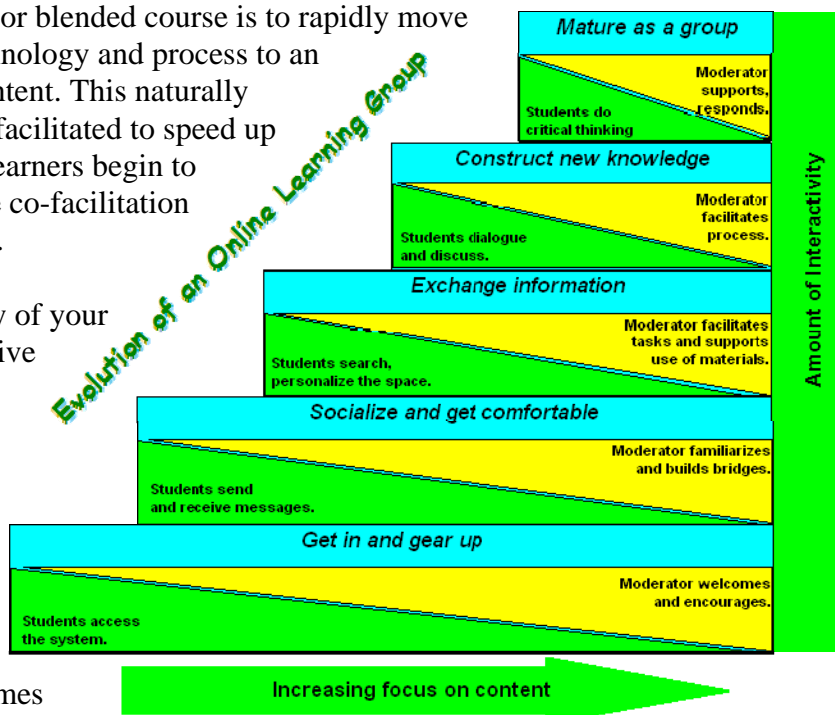 or blended course is to rapidly move
nology and process to an
ntent. This naturally
facilitated to speed up
earners begin to
e co-facilitation
.
y of your
ive
mes
Evolution of an Online Learning Group
Mature as a group
Moderator
supports,
responds.
Students do
critical thinking
Construct new knowledge
Moderator
facilitates
process.
Students dialogue
and discuss.
Exchange information
Moderator facilitates
tasks and supports
use of materials.
Students search,
personalize the space.
Socialize and get comfortable
Moderator familiarizes
and builds bridges.
Students send
and receive messages.
Get in and gear up
Moderator welcomes
and encourages.
Students access
the system.
Amount of Interactivity
Increasing focus on content